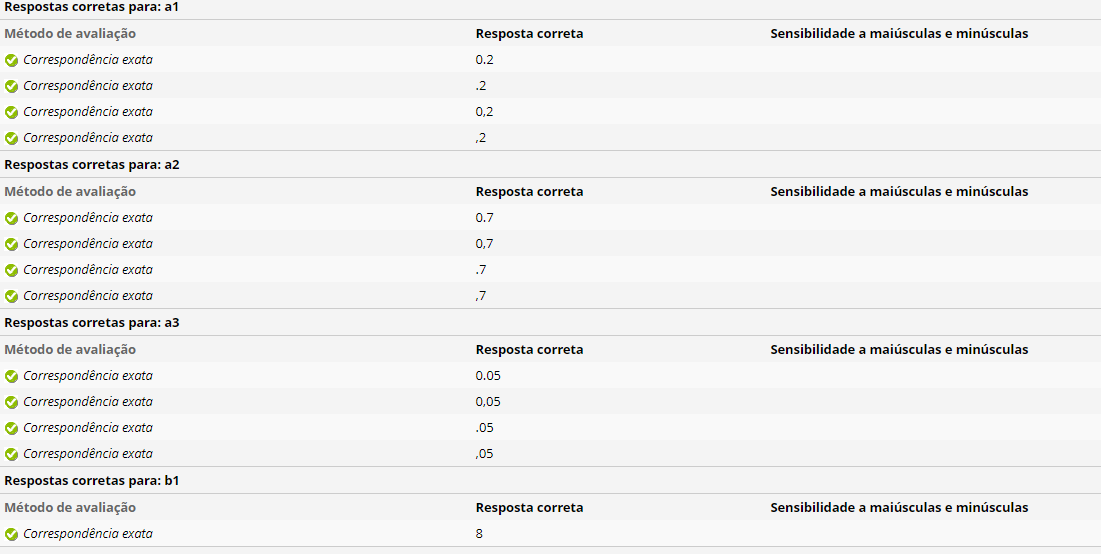 Respostas corretas para: a1
Método de avaliação Resposta correta Sensibilidade a maiúsculas e minúsculas
Correspondência exata 0.2
Correspondência exata .2
Correspondência exata 0,2
Correspondência exata ,2
Respostas corretas para: a2
Método de avaliação Resposta correta Sensibilidade a maiúsculas e minúsculas
Correspondência exata 0.7
Correspondência exata 0,7
Correspondência exata .7
Correspondência exata ,7
Respostas corretas para: a3
Método de avaliação Resposta correta Sensibilidade a maiúsculas e minúsculas
Correspondência exata 0.05
Correspondência exata 0,05
Correspondência exata .05
Correspondência exata ,05
Respostas corretas para: b1
Método de avaliação Resposta correta Sensibilidade a maiúsculas e minúsculas
Correspondência exata 8